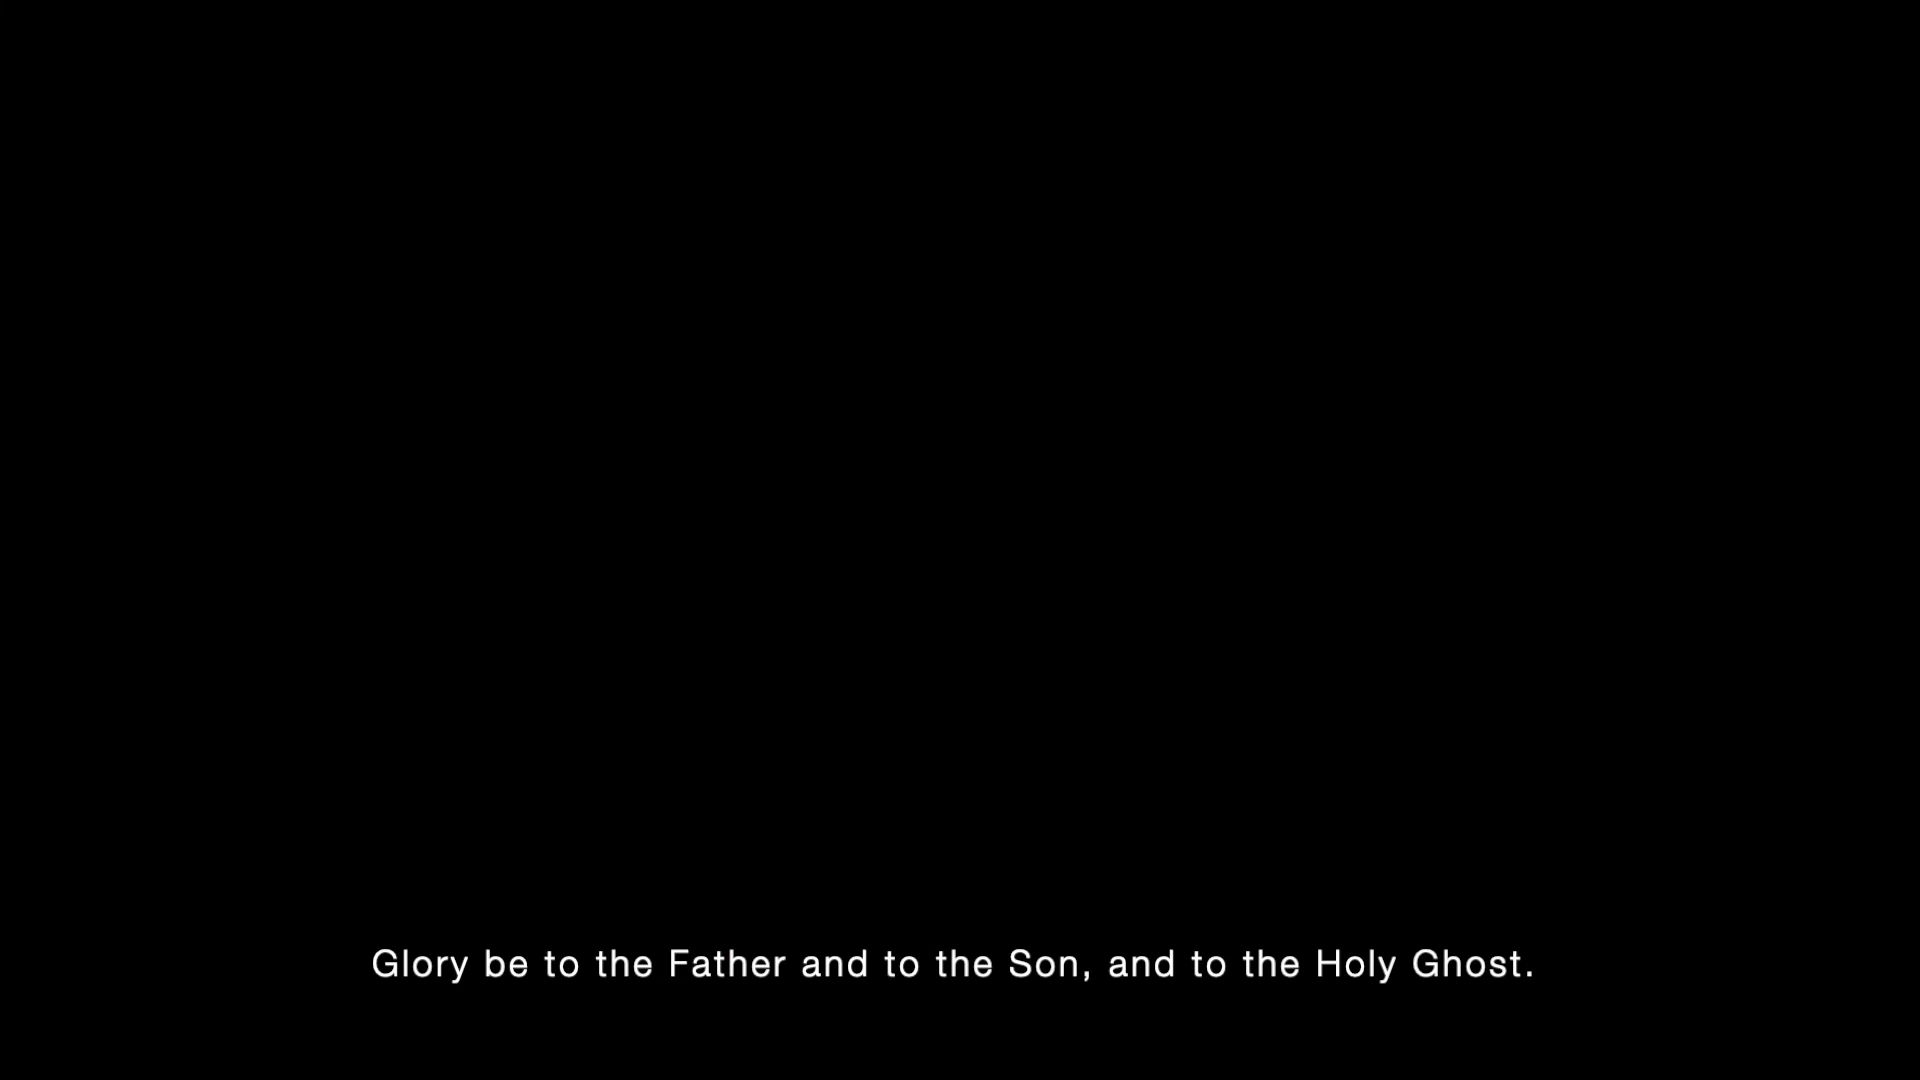 Glory be to the Father and to the Son, and to the Holy Ghost.